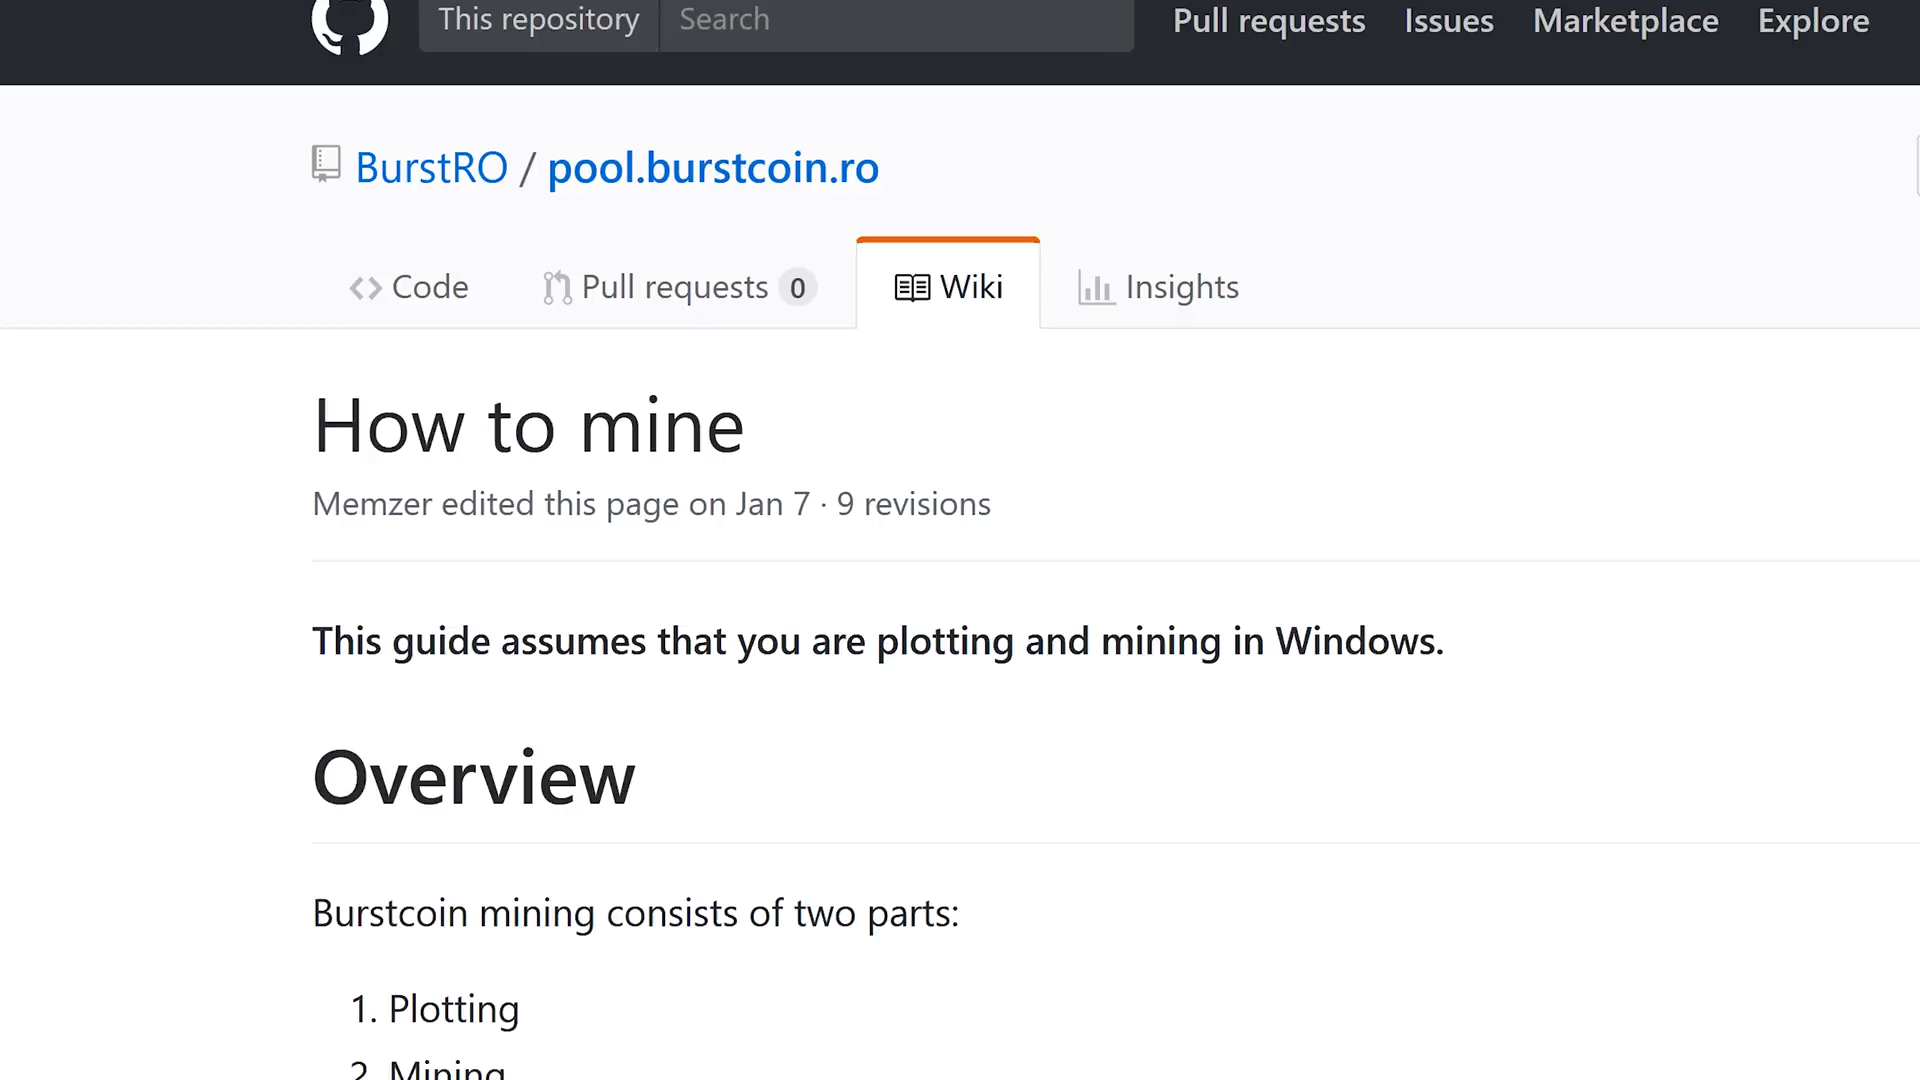 This repository Search Pull requests Issues Marketplace Explore
BurstRO / pool.burstcoin.ro
Code Pull requests 0 Wiki Insights
How to mine
Memzer edited this page on Jan 7 · 9 revisions
This guide assumes that you are plotting and mining in Windows.
Overview
Burstcoin mining consists of two parts:
1. Plotting
2. Mining